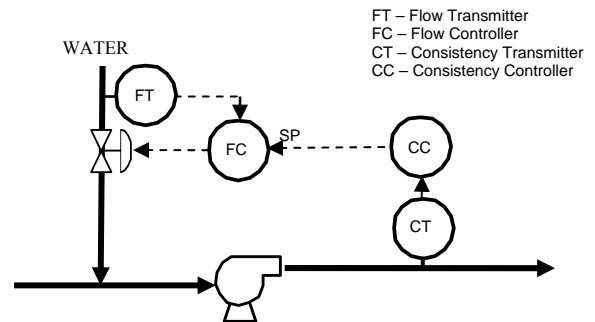 FT – Flow Transmitter
FC – Flow Controller
CT – Consistency Transmitter
CC – Consistency Controller
WATER
FT
FC
SP
CC
CT